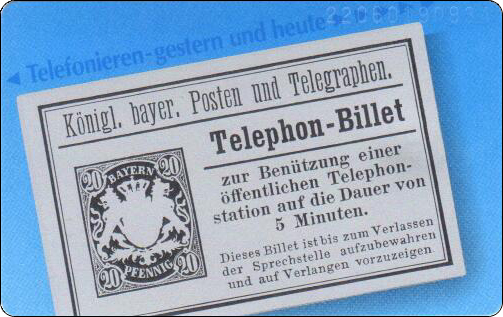 Telefonieren-gestern und heute
Königl. bayer. Posten und Telegraphen.
Telephon-Billet
zur Benützung einer
öffentlichen Telephon-
station auf die Dauer von
5 Minuten.
Dieses Billet ist bis zum Verlassen
der Sprechstelle aufzubewahren
und auf Verlangen vorzuzeigen.
20 BAYERN 20
20 PFENNIG 20